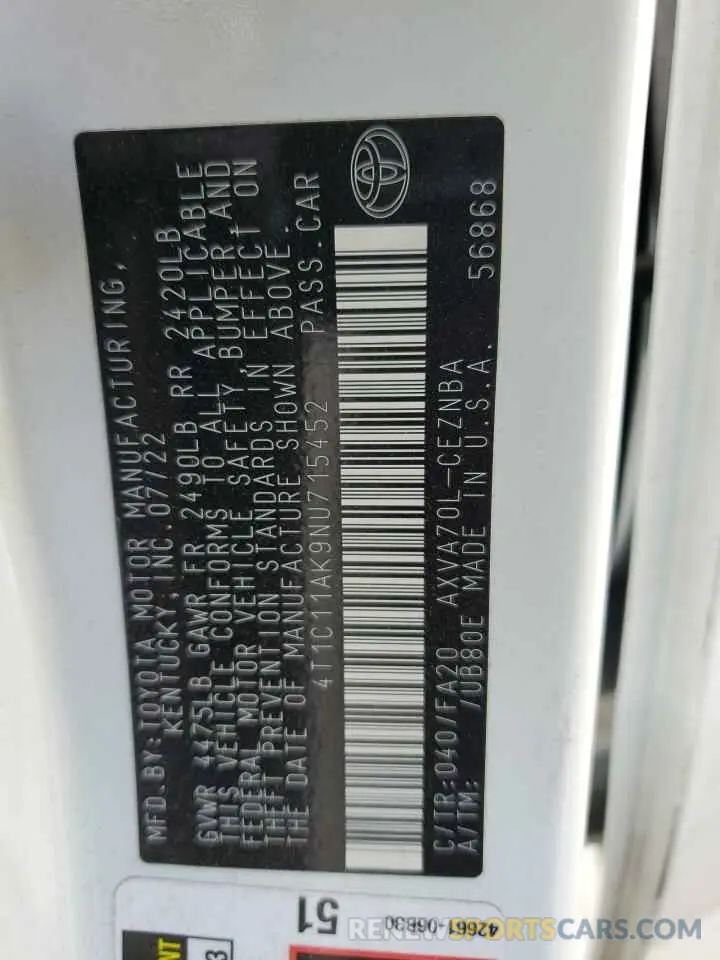 MFD.BY:TOYOTA MOTOR MANUFACTURING,
KENTUCKY, INC. 07/22
GVWR 4475LB GAWR FR 2490LB RR 2420LB
THIS VEHICLE CONFORMS TO ALL APPLICABLE
FEDERAL MOTOR VEHICLE SAFETY,BUMPER AND
THEFT PREVENTION STANDARDS IN EFFECT ON
THE DATE OF MANUFACTURE SHOWN ABOVE.
4T1C11AK9NU715452 PASS.CAR
C/TR:040/FA20 AXVA70L-CEZNBA
A/TM: /UB80E MADE IN U.S.A. 56868
51
42661-06B30
3
RENEWSPORTSCARS.COM